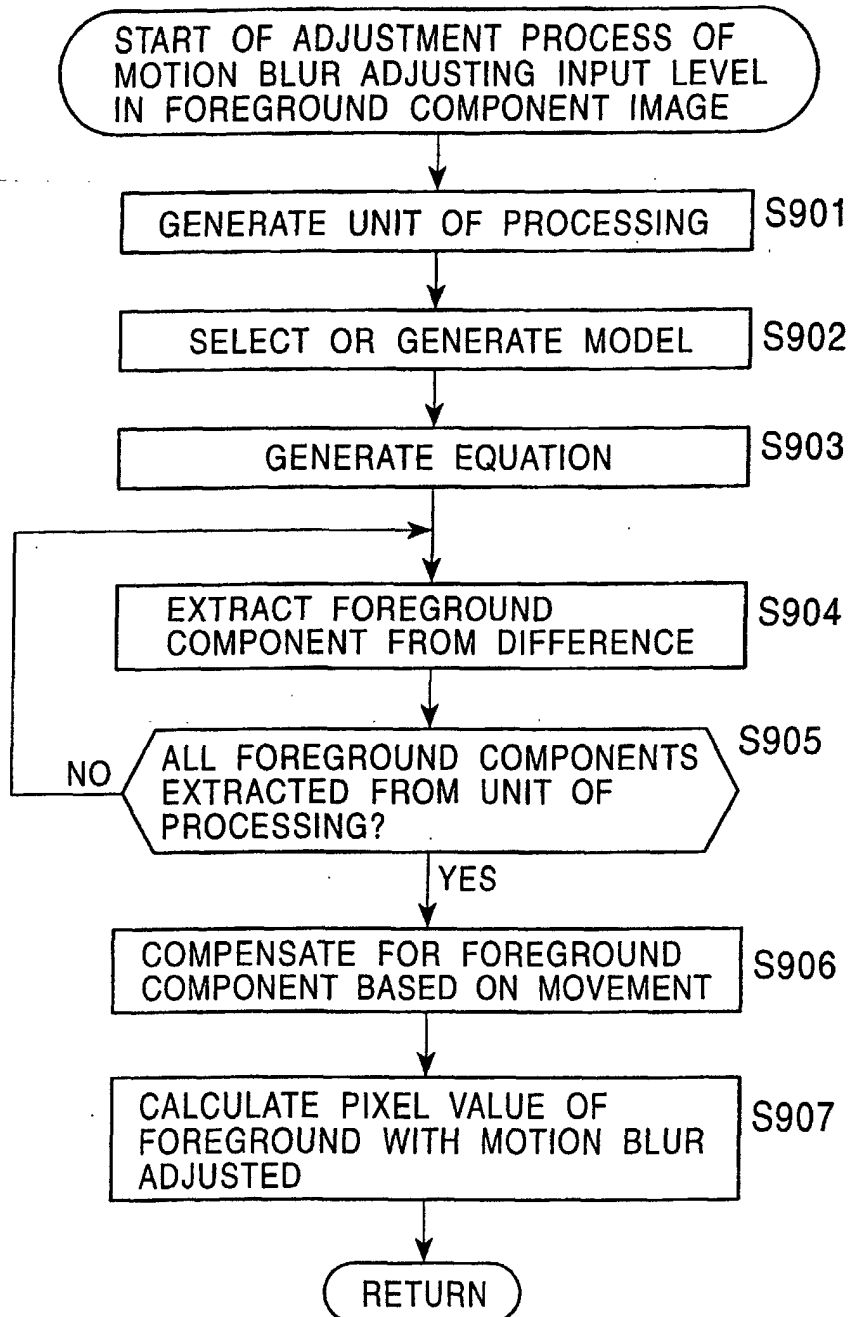 START OF ADJUSTMENT PROCESS OF
MOTION BLUR ADJUSTING INPUT LEVEL
IN FOREGROUND COMPONENT IMAGE
GENERATE UNIT OF PROCESSING
S901
SELECT OR GENERATE MODEL
S902
GENERATE EQUATION
S903
EXTRACT FOREGROUND
COMPONENT FROM DIFFERENCE
S904
ALL FOREGROUND COMPONENTS
EXTRACTED FROM UNIT OF
PROCESSING?
S905
NO
YES
COMPENSATE FOR FOREGROUND
COMPONENT BASED ON MOVEMENT
S906
CALCULATE PIXEL VALUE OF
FOREGROUND WITH MOTION BLUR
ADJUSTED
S907
RETURN